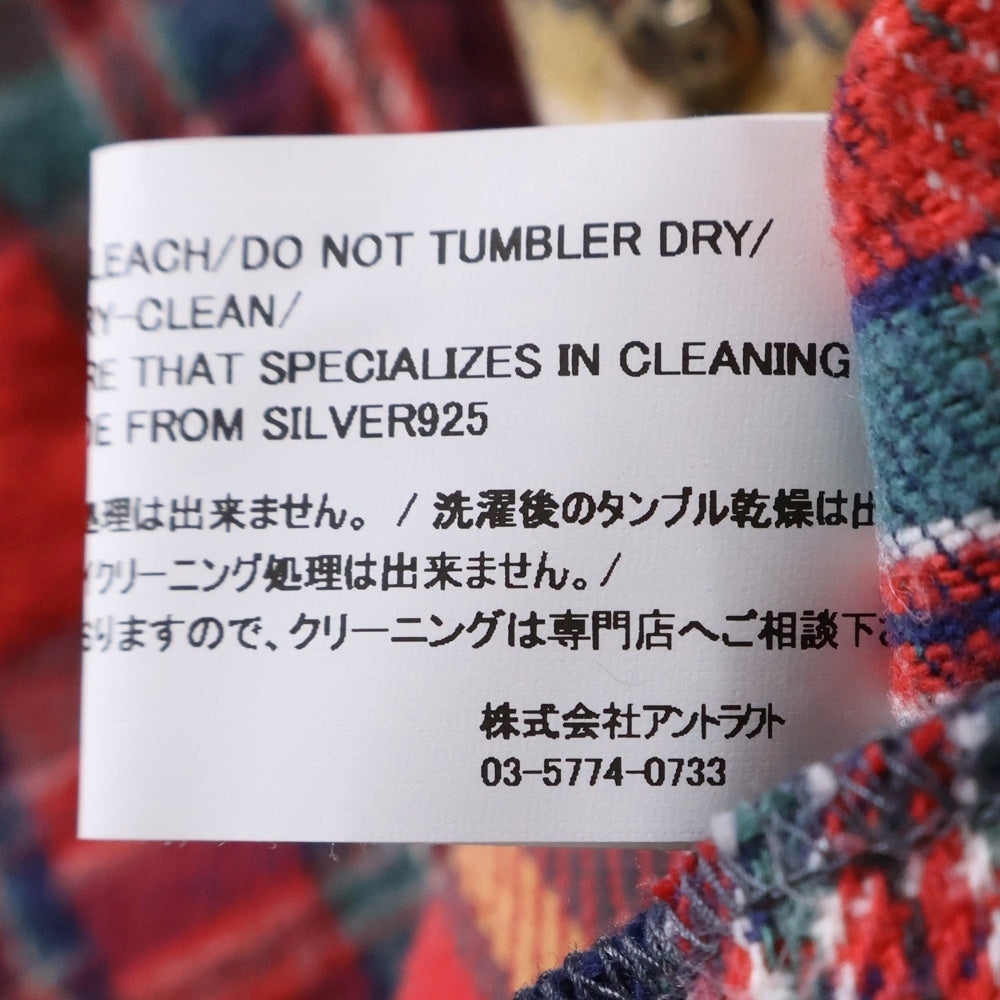 LEACH/DO NOT TUMBLER DRY/
RY-CLEAN/
RE THAT SPECIALIZES IN CLEANING
DE FROM SILVER925
処理は出来ません。 / 洗濯後のタンブル乾燥は出
イクリーニング処理は出来ません。/
おりますので、クリーニングは専門店へご相談下さ
株式会社アントラクト
03-5774-0733